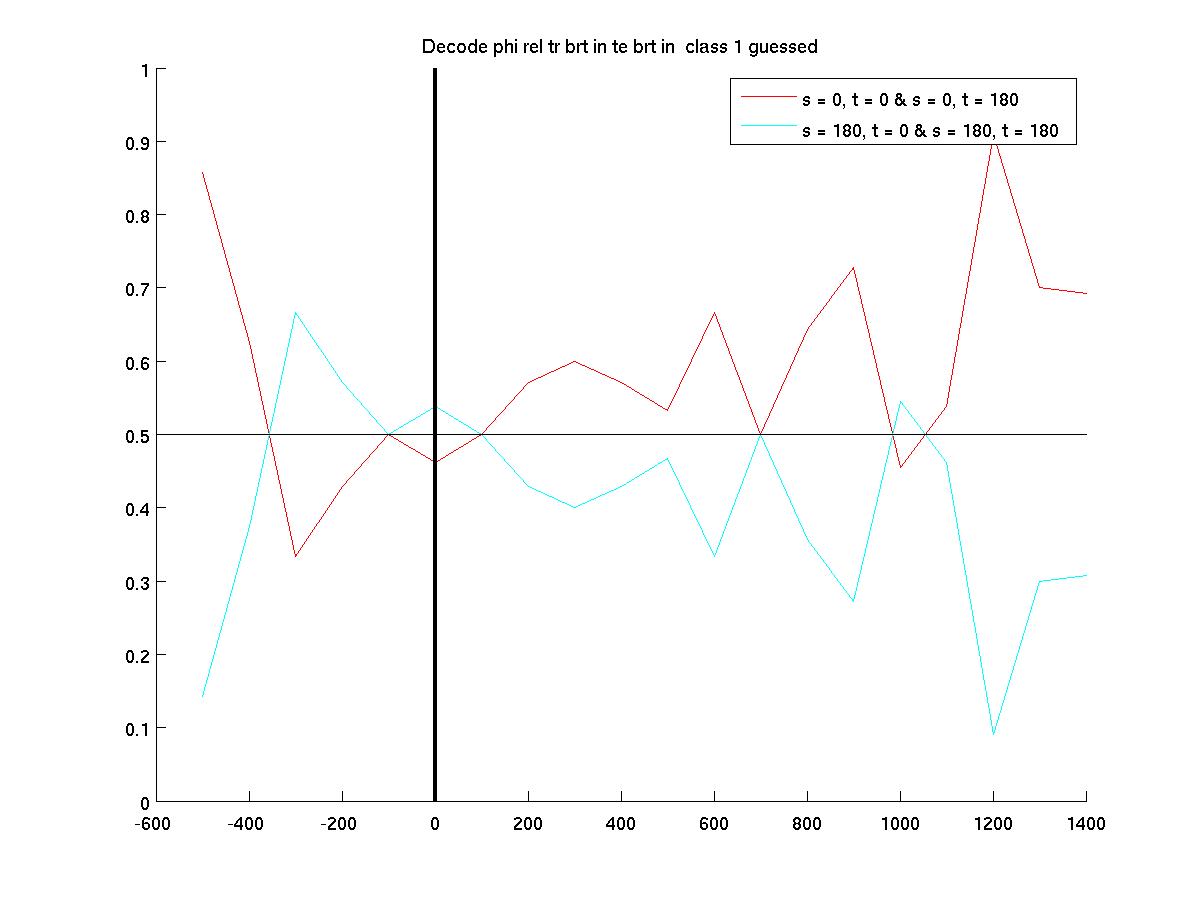 Decode phi rel tr brt in te brt in  class 1 guessed
s = 0, t = 0 & s = 0, t = 180
s = 180, t = 0 & s = 180, t = 180
1
0.9
0.8
0.7
0.6
0.5
0.4
0.3
0.2
0.1
0
-600 -400 -200 0 200 400 600 800 1000 1200 1400